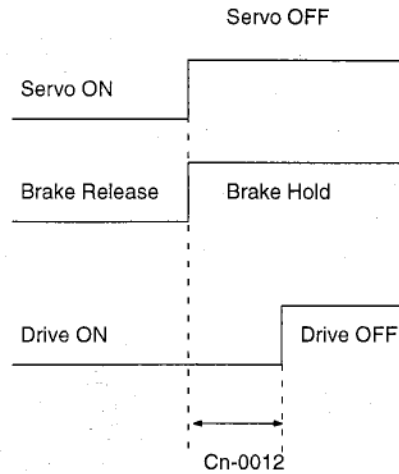 Servo OFF
Servo ON
Brake Release Brake Hold
Drive ON Drive OFF
Cn-0012